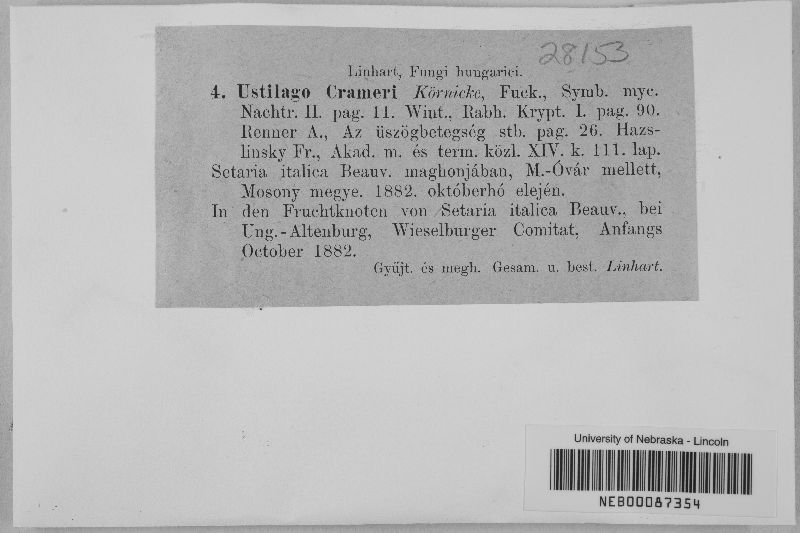 28153
Linhart, Fungi hungarici.
4. Ustilago Crameri Körnicke, Fuck., Symb. myc.
Nachtr. II. pag. 11. Wint., Rabh. Krypt. I. pag. 90.
Renner A., Az üszögbetegség stb. pag. 26. Hazs-
linsky Fr., Akad. m. és term. közl. XIV. k. 111. lap.
Setaria italica Beauv. maghonjában, M.-Óvár mellett,
Mosony megye. 1882. októberhó elején.
In den Fruchtknoten von Setaria italica Beauv., bei
Ung.-Altenburg, Wieselburger Comitat, Anfangs
October 1882.
Gyüjt. és megh. Gesam. u. best. Linhart.
University of Nebraska - Lincoln
NEB00087354